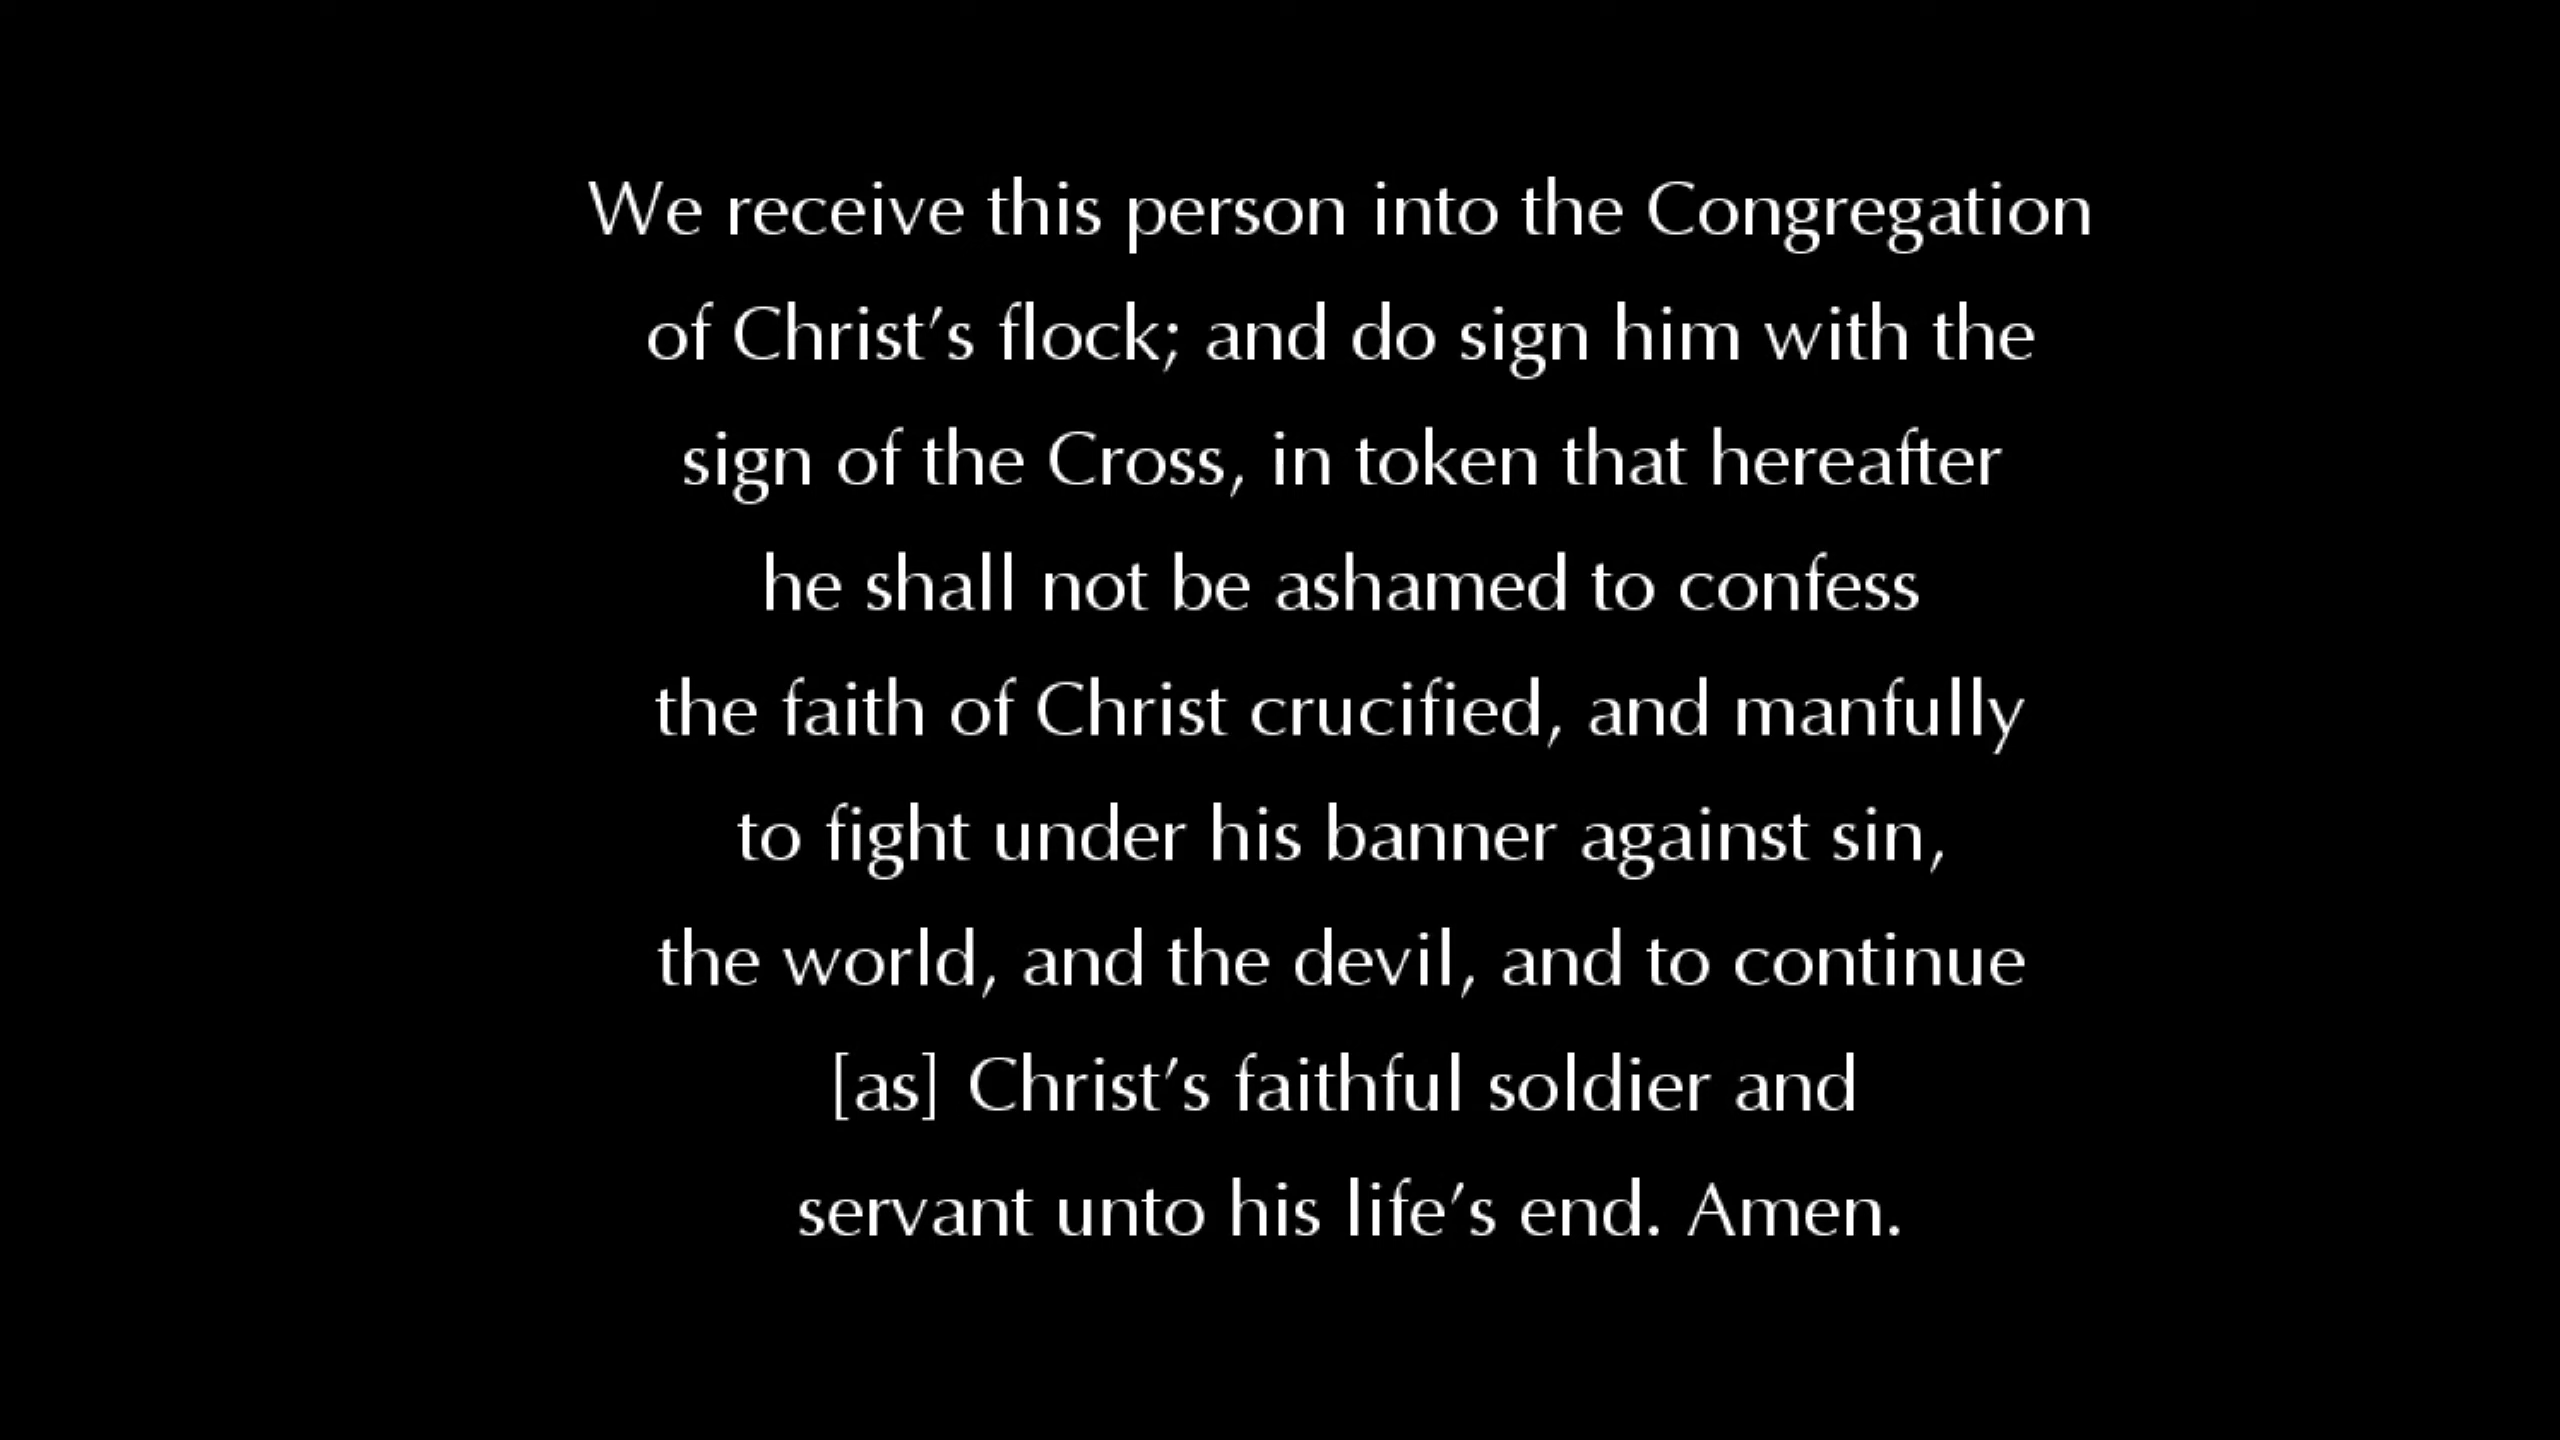 We receive this person into the Congregation
of Christ’s flock; and do sign him with the
sign of the Cross, in token that hereafter
he shall not be ashamed to confess
the faith of Christ crucified, and manfully
to fight under his banner against sin,
the world, and the devil, and to continue
[as] Christ’s faithful soldier and
servant unto his life’s end. Amen.